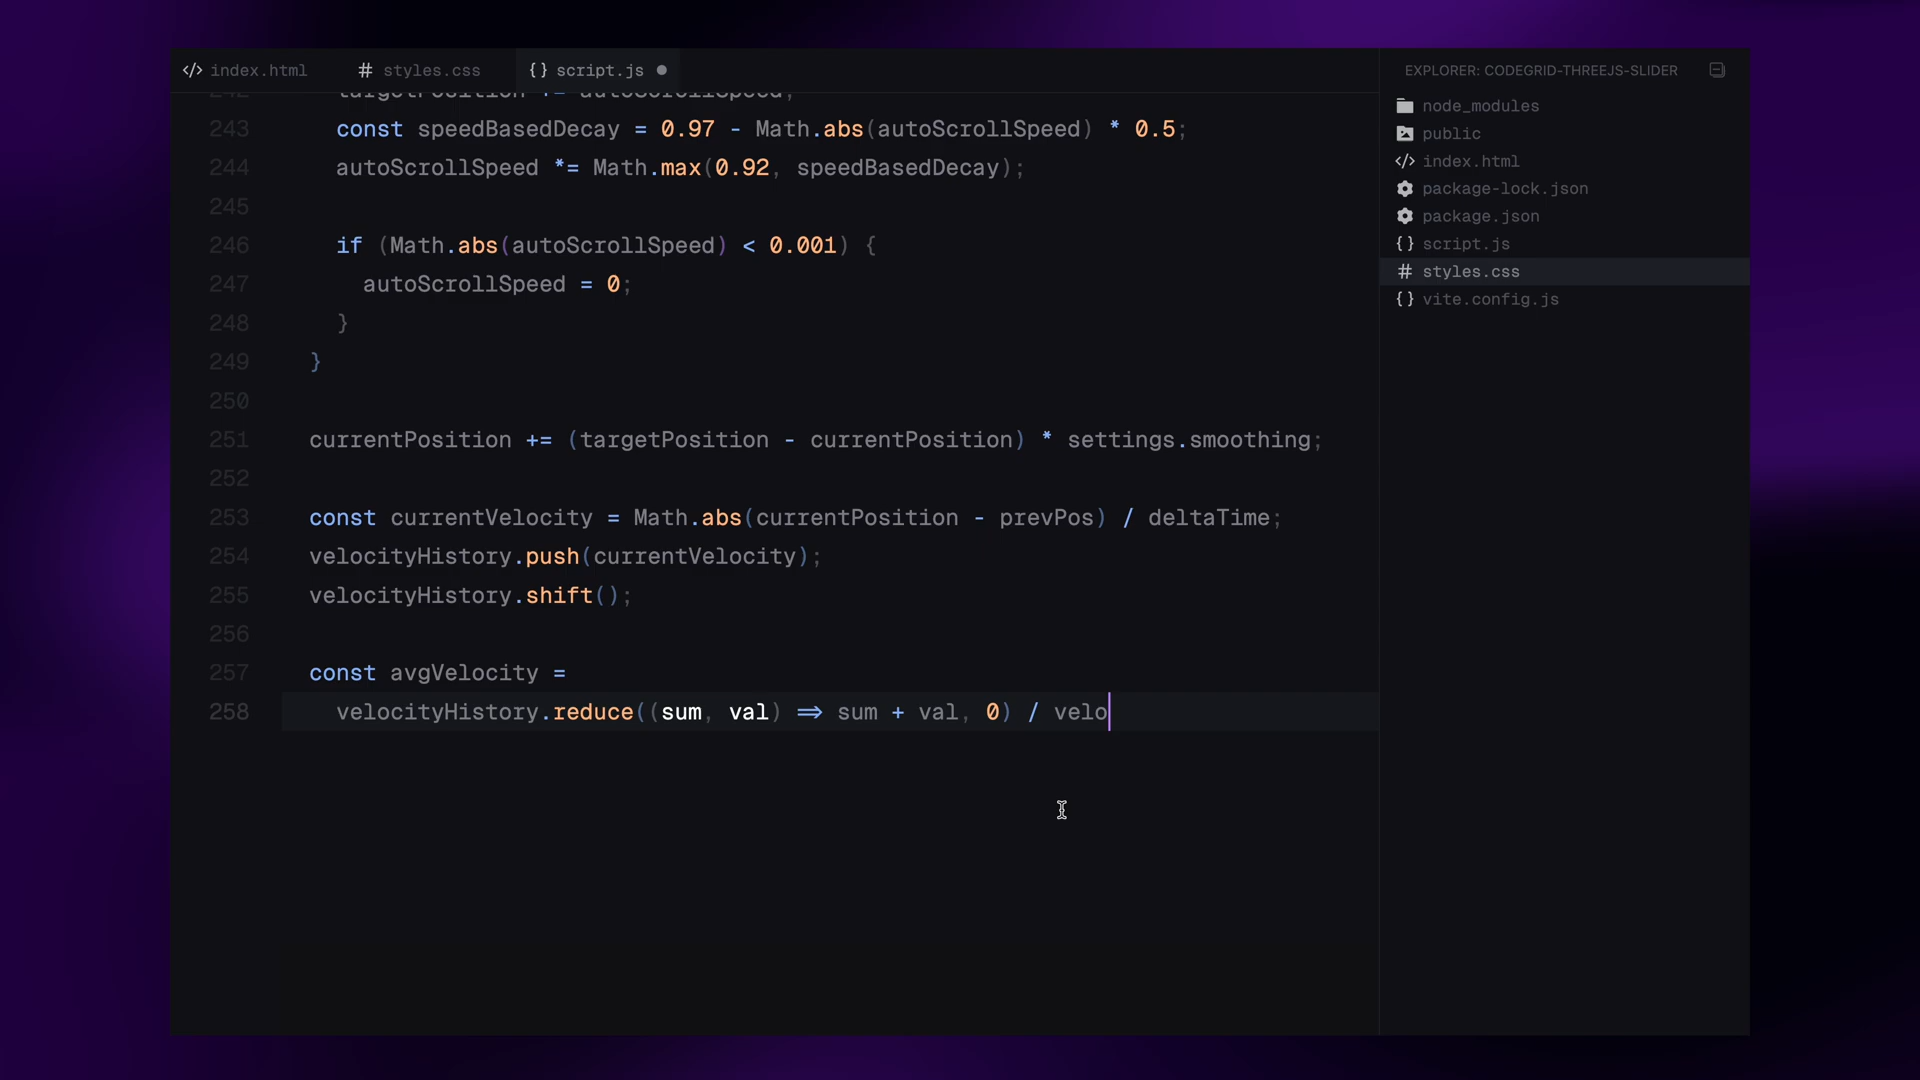 index.html
styles.css
script.js
EXPLORER: CODEGRID-THREEJS-SLIDER
242 targetPosition += autoScrollSpeed;
243 const speedBasedDecay = 0.97 - Math.abs(autoScrollSpeed) * 0.5;
244 autoScrollSpeed *= Math.max(0.92, speedBasedDecay);
245
246 if (Math.abs(autoScrollSpeed) < 0.001) {
247 autoScrollSpeed = 0;
248 }
249 }
250
251 currentPosition += (targetPosition - currentPosition) * settings.smoothing;
252
253 const currentVelocity = Math.abs(currentPosition - prevPos) / deltaTime;
254 velocityHistory.push(currentVelocity);
255 velocityHistory.shift();
256
257 const avgVelocity =
258 velocityHistory.reduce((sum, val) => sum + val, 0) / velo
node_modules
public
index.html
package-lock.json
package.json
script.js
styles.css
vite.config.js